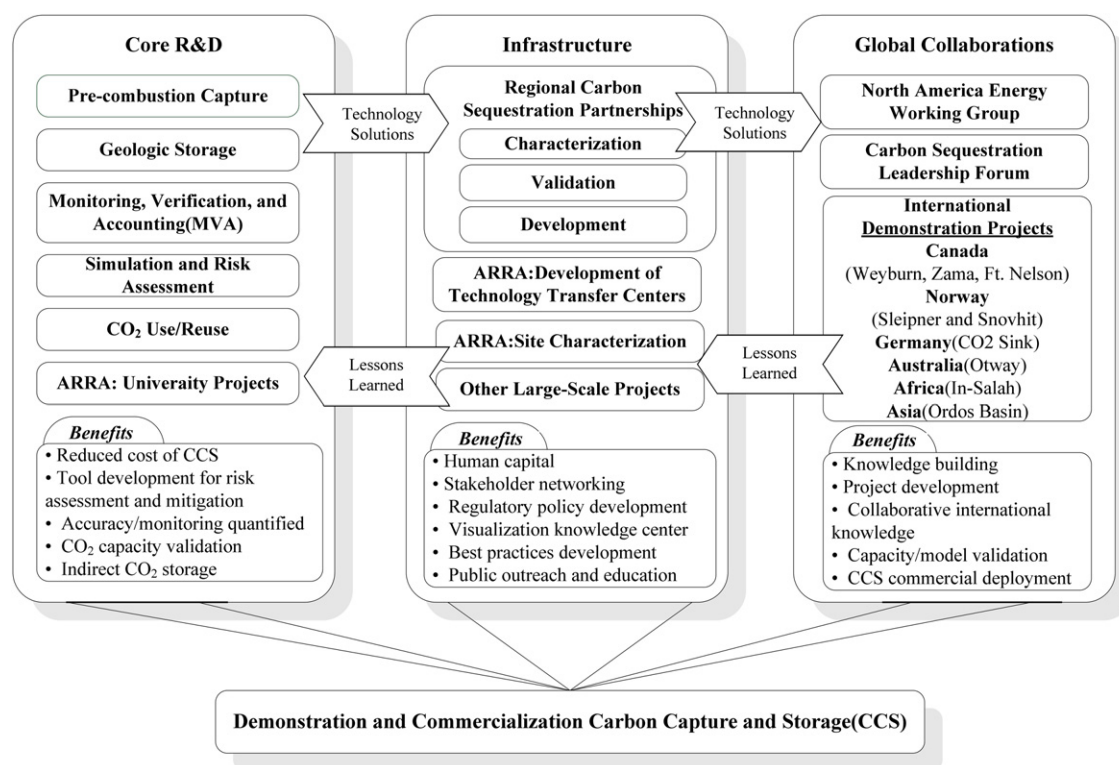 Core R&D
Pre-combustion Capture
Geologic Storage
Monitoring, Verification, and
Accounting(MVA)
Simulation and Risk
Assessment
CO₂ Use/Reuse
ARRA: Univeraity Projects
Benefits
• Reduced cost of CCS
• Tool development for risk
assessment and mitigation
• Accuracy/monitoring quantified
• CO₂ capacity validation
• Indirect CO₂ storage
Technology
Solutions
Lessons
Learned
Infrastructure
Regional Carbon
Sequestration Partnerships
Characterization
Validation
Development
ARRA:Development of
Technology Transfer Centers
ARRA:Site Characterization
Other Large-Scale Projects
Benefits
• Human capital
• Stakeholder networking
• Regulatory policy development
• Visualization knowledge center
• Best practices development
• Public outreach and education
Technology
Solutions
Lessons
Learned
Global Collaborations
North America Energy
Working Group
Carbon Sequestration
Leadership Forum
International
Demonstration Projects
Canada
(Weyburn, Zama, Ft. Nelson)
Norway
(Sleipner and Snovhit)
Germany(CO2 Sink)
Australia(Otway)
Africa(In-Salah)
Asia(Ordos Basin)
Benefits
• Knowledge building
• Project development
• Collaborative international
knowledge
• Capacity/model validation
• CCS commercial deployment
Demonstration and Commercialization Carbon Capture and Storage(CCS)